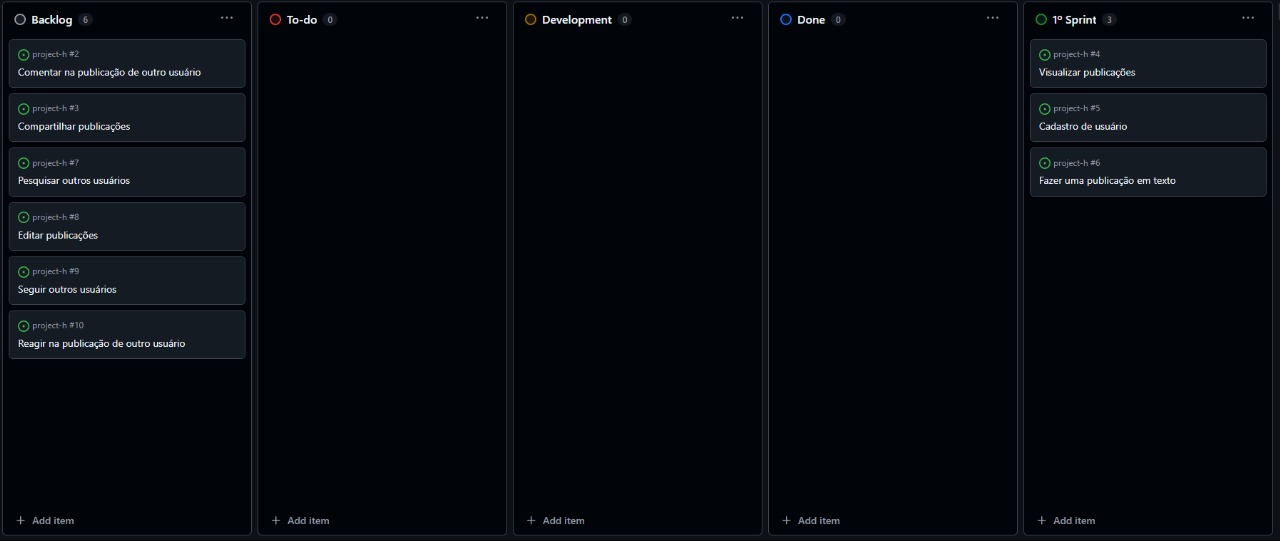 Backlog 6
project-h #2
Comentar na publicação de outro usuário
project-h #3
Compartilhar publicações
project-h #7
Pesquisar outros usuários
project-h #8
Editar publicações
project-h #9
Seguir outros usuários
project-h #10
Reagir na publicação de outro usuário
+ Add item
To-do 0
+ Add item
Development 0
+ Add item
Done 0
+ Add item
1º Sprint 3
project-h #4
Visualizar publicações
project-h #5
Cadastro de usuário
project-h #6
Fazer uma publicação em texto
+ Add item